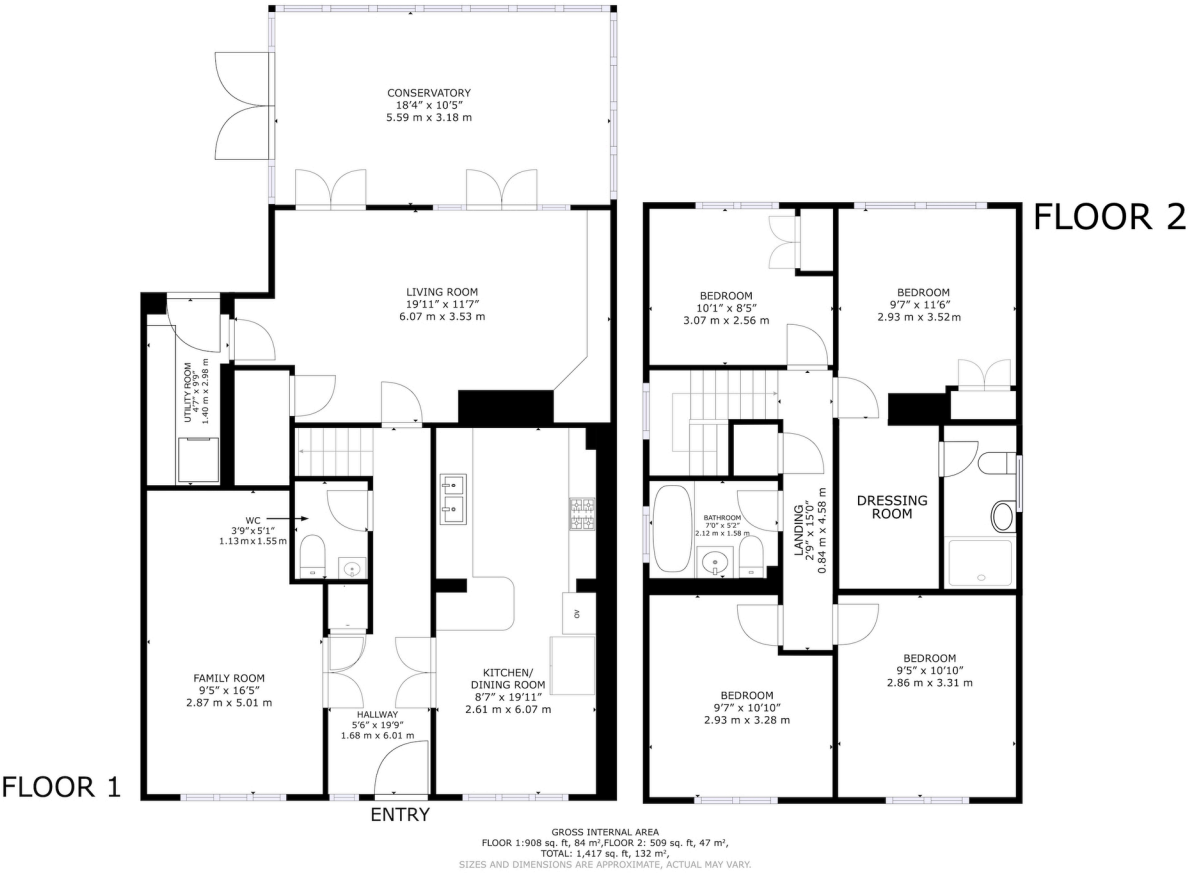 CONSERVATORY
18'4" x 10'5"
5.59 m x 3.18 m
LIVING ROOM
19'11" x 11'7"
6.07 m x 3.53 m
UTILITY ROOM
4'7" x 9'9"
1.40 m x 2.98 m
WC
3'9" x 5'1"
1.13 m x 1.55 m
FAMILY ROOM
9'5" x 16'5"
2.87 m x 5.01 m
HALLWAY
5'6" x 19'9"
1.68 m x 6.01 m
KITCHEN/
DINING ROOM
8'7" x 19'11"
2.61 m x 6.07 m
OV
FLOOR 1
ENTRY
FLOOR 2
BEDROOM
10'1" x 8'5"
3.07 m x 2.56 m
BEDROOM
9'7" x 11'6"
2.93 m x 3.52 m
BATHROOM
7'0" x 5'2"
2.12 m x 1.58 m
LANDING
2'9" x 15'0"
0.84 m x 4.58 m
DRESSING
ROOM
BEDROOM
9'7" x 10'10"
2.93 m x 3.28 m
BEDROOM
9'5" x 10'10"
2.86 m x 3.31 m
GROSS INTERNAL AREA
FLOOR 1:908 sq. ft, 84 m², FLOOR 2: 509 sq. ft, 47 m²,
TOTAL: 1,417 sq. ft, 132 m²,
SIZES AND DIMENSIONS ARE APPROXIMATE, ACTUAL MAY VARY.